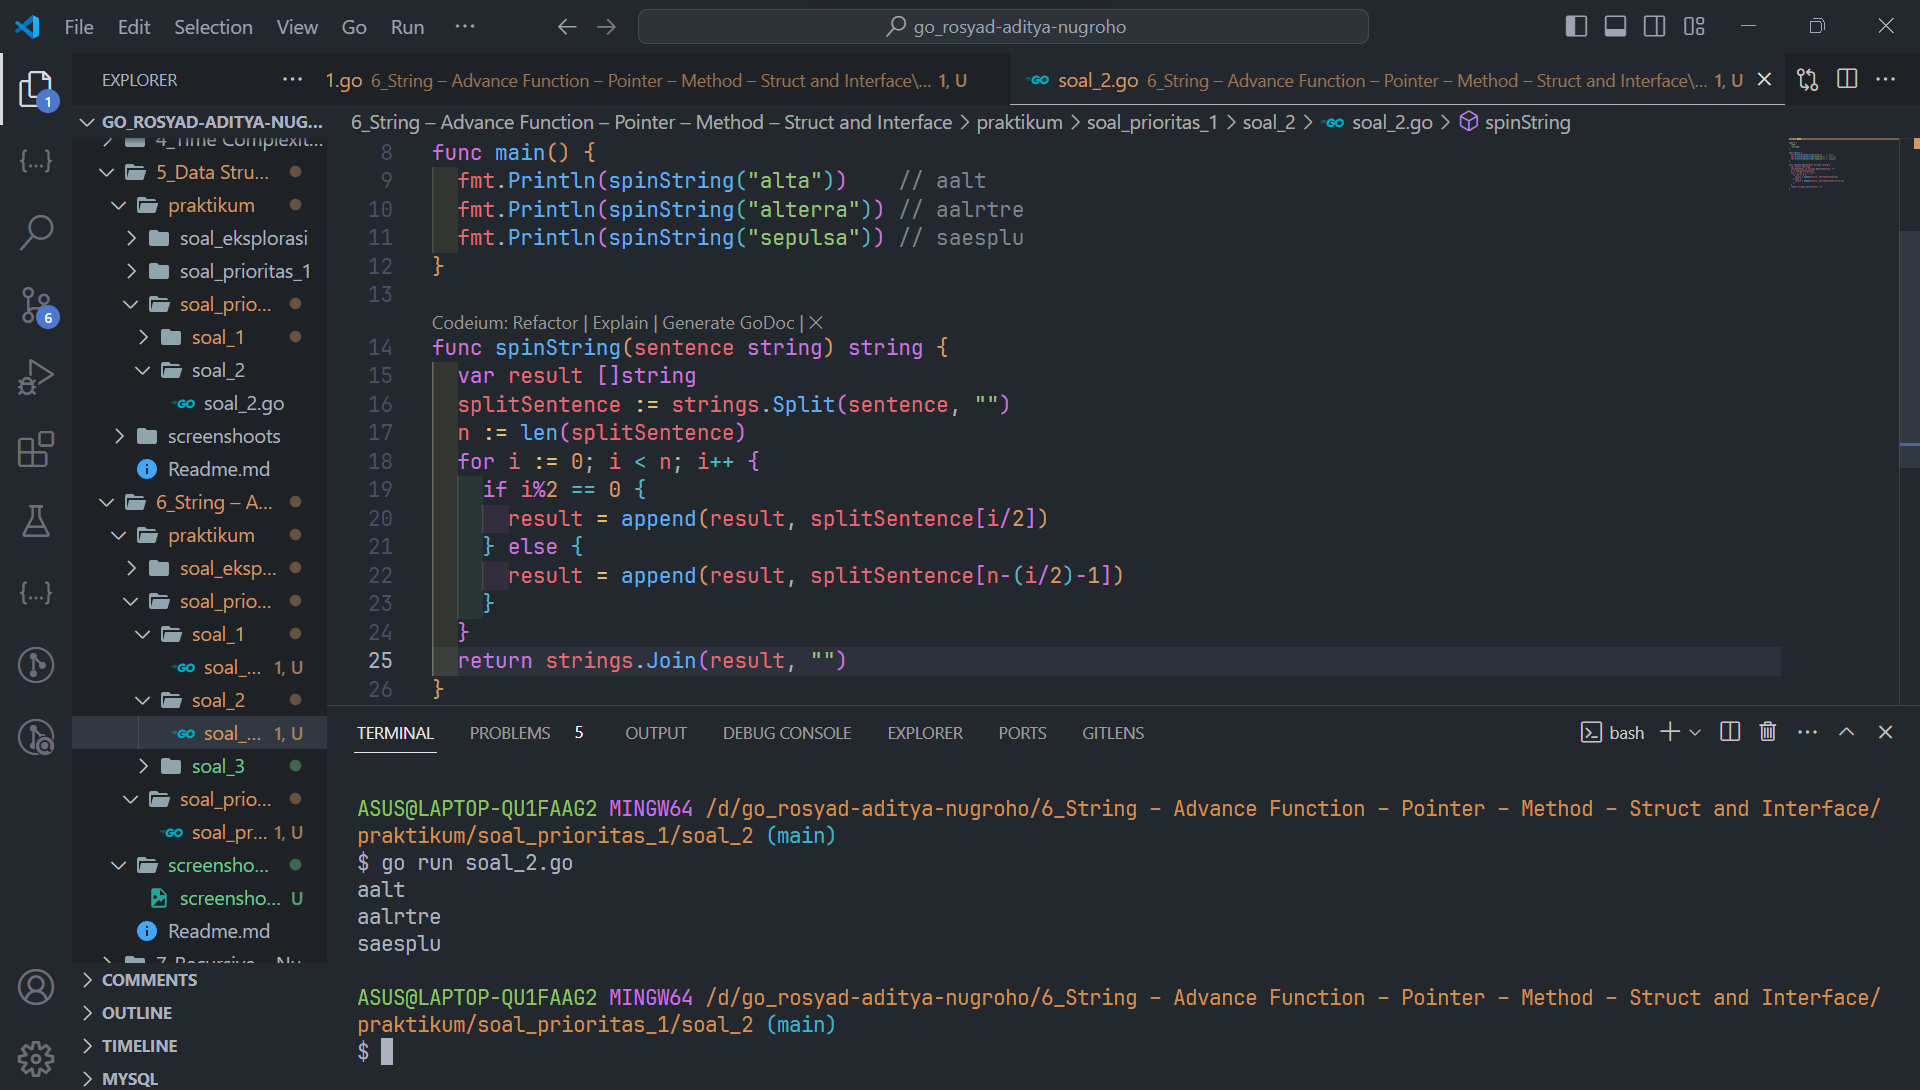 File Edit Selection View Go Run ··· go_rosyad-aditya-nugroho
EXPLORER ···
1.go 6_String – Advance Function – Pointer – Method – Struct and Interface\... 1, U
soal_2.go 6_String – Advance Function – Pointer – Method – Struct and Interface\... 1, U
6_String – Advance Function – Pointer – Method – Struct and Interface > praktikum > soal_prioritas_1 > soal_2 > soal_2.go > spinString
1
6
GO_ROSYAD-ADITYA-NUG...
4_Time Complexit...
5_Data Stru...
praktikum
soal_eksplorasi
soal_prioritas_1
soal_prio...
soal_1
soal_2
soal_2.go
screenshoots
Readme.md
6_String – A...
praktikum
soal_eksp...
soal_prio...
soal_1
soal_... 1, U
soal_2
soal_... 1, U
soal_3
soal_prio...
soal_pr... 1, U
screensho...
screensho... U
Readme.md
COMMENTS
OUTLINE
TIMELINE
MYSQL
8 func main() {
9 fmt.Println(spinString("alta")) // aalt
10 fmt.Println(spinString("alterra")) // aalrtre
11 fmt.Println(spinString("sepulsa")) // saesplu
12 }
13
Codeium: Refactor | Explain | Generate GoDoc | ×
14 func spinString(sentence string) string {
15 var result []string
16 splitSentence := strings.Split(sentence, "")
17 n := len(splitSentence)
18 for i := 0; i < n; i++ {
19 if i%2 == 0 {
20 result = append(result, splitSentence[i/2])
21 } else {
22 result = append(result, splitSentence[n-(i/2)-1])
23 }
24 }
25 return strings.Join(result, "")
26 }
TERMINAL PROBLEMS 5 OUTPUT DEBUG CONSOLE EXPLORER PORTS GITLENS bash
ASUS@LAPTOP-QU1FAAG2 MINGW64 /d/go_rosyad-aditya-nugroho/6_String – Advance Function – Pointer – Method – Struct and Interface/
praktikum/soal_prioritas_1/soal_2 (main)
$ go run soal_2.go
aalt
aalrtre
saesplu
ASUS@LAPTOP-QU1FAAG2 MINGW64 /d/go_rosyad-aditya-nugroho/6_String – Advance Function – Pointer – Method – Struct and Interface/
praktikum/soal_prioritas_1/soal_2 (main)
$